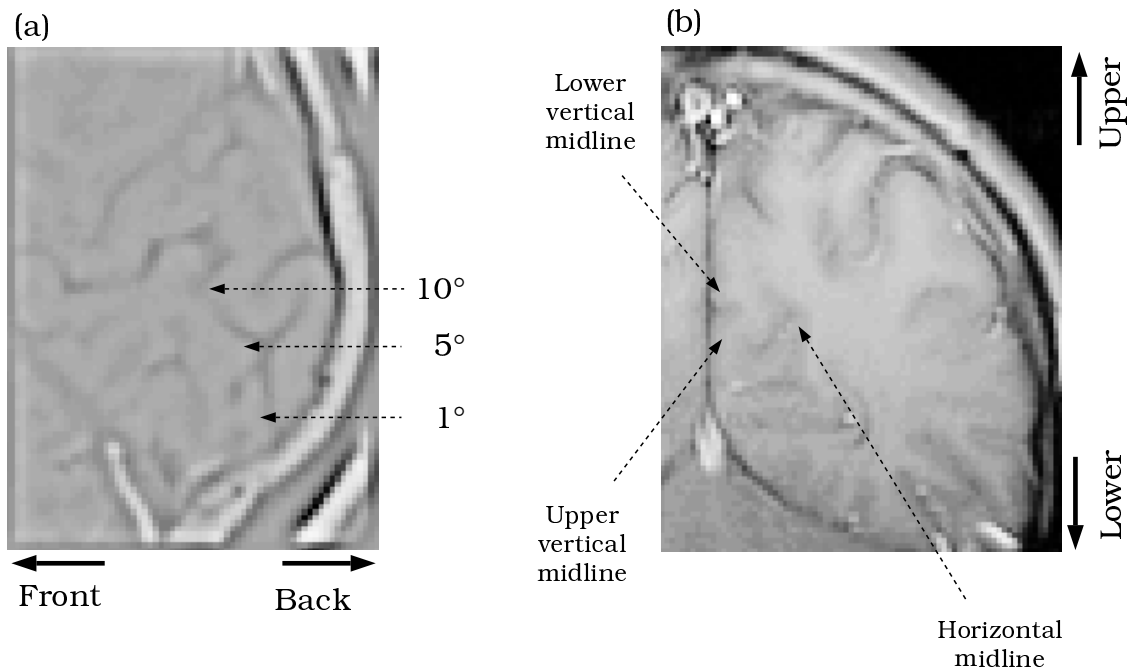 (a)
10°
5°
1°
Front
Back
(b)
Lower
vertical
midline
Upper
vertical
midline
Horizontal
midline
Upper
Lower